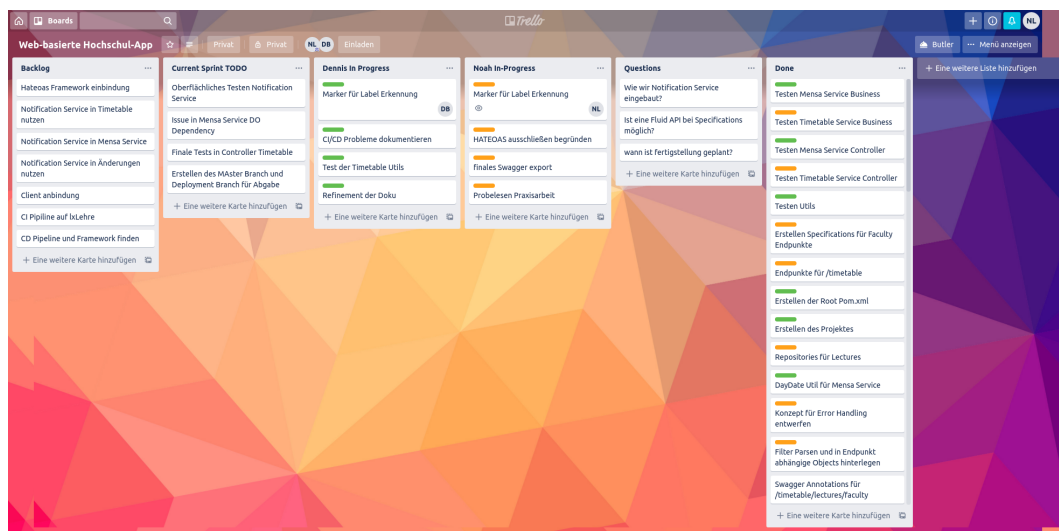 Boards
Trello
NL
Web-basierte Hochschul-App
Privat
Privat
NL DB
Einladen
Butler
··· Menü anzeigen
Backlog
Hateoas Framework einbindung
Notification Service in Timetable
nutzen
Notification Service in Mensa Service
Notification Service in Änderungen
nutzen
Client anbindung
CI Pipiline auf lxLehre
CD Pipeline und Framework finden
+ Eine weitere Karte hinzufügen
Current Sprint TODO
Oberflächliches Testen Notification
Service
Issue in Mensa Service DO
Dependency
Finale Tests in Controller Timetable
Erstellen des MAster Branch und
Deployment Branch für Abgabe
+ Eine weitere Karte hinzufügen
Dennis In Progress
Marker für Label Erkennung
DB
CI/CD Probleme dokumentieren
Test der Timetable Utils
Refinement der Doku
+ Eine weitere Karte hinzufügen
Noah In-Progress
Marker für Label Erkennung
NL
HATEOAS ausschließen begründen
finales Swagger export
Probelesen Praxisarbeit
+ Eine weitere Karte hinzufügen
Questions
Wie wir Notification Service
eingebaut?
Ist eine Fluid API bei Specifications
möglich?
wann ist fertigstellung geplant?
+ Eine weitere Karte hinzufügen
Done
Testen Mensa Service Business
Testen Timetable Service Business
Testen Mensa Service Controller
Testen Timetable Service Controller
Testen Utils
Erstellen Specifications für Faculty
Endpunkte
Endpunkte für /timetable
Erstellen der Root Pom.xml
Erstellen des Projektes
Repositories für Lectures
DayDate Util für Mensa Service
Konzept für Error Handling
entwerfen
Filter Parsen und in Endpunkt
abhängige Objects hinterlegen
Swagger Annotations für
/timetable/lectures/faculty
+ Eine weitere Karte hinzufügen
+ Eine weitere Liste hinzufügen